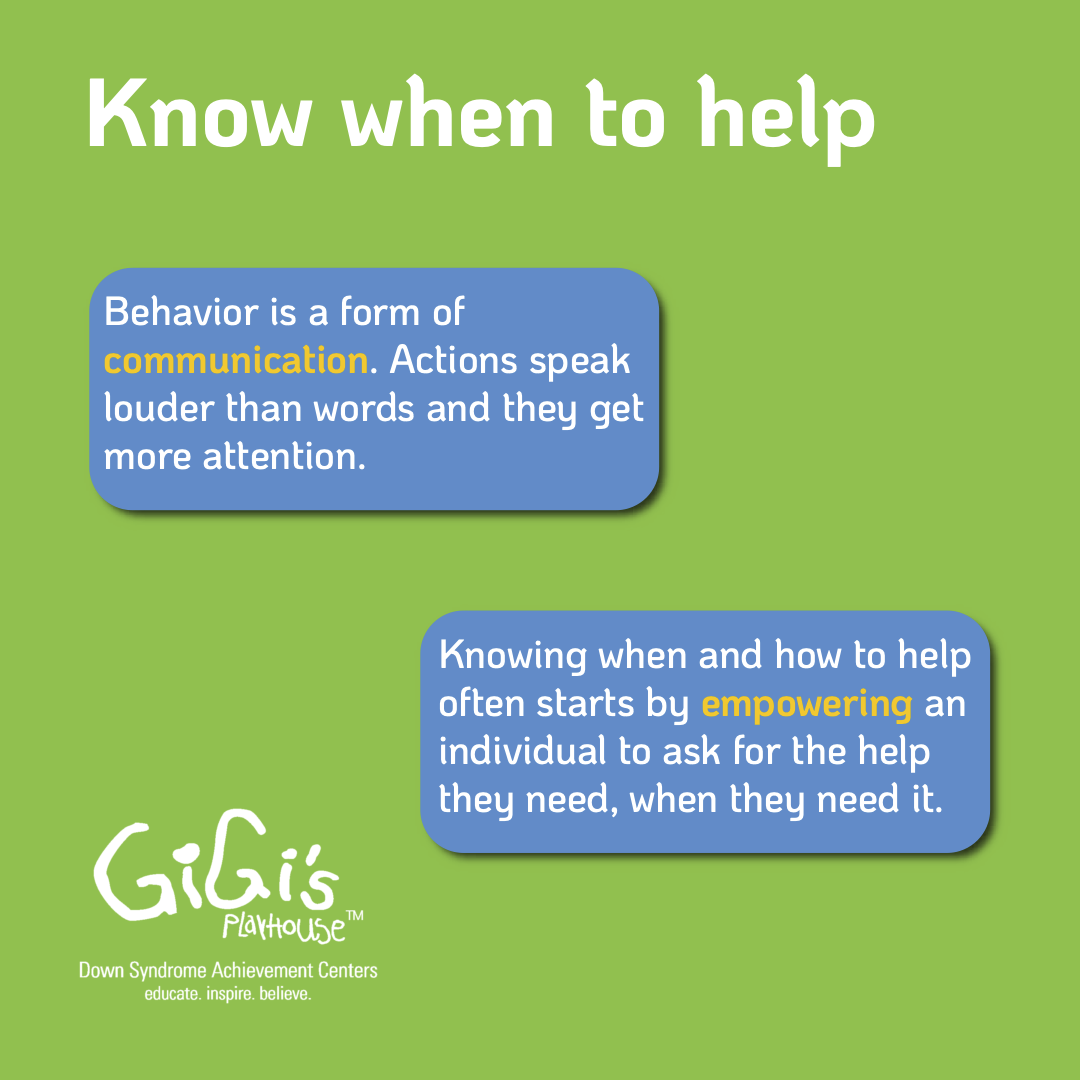 Know when to help
Behavior is a form of
communication. Actions speak
louder than words and they get
more attention.
Knowing when and how to help
often starts by empowering an
individual to ask for the help
they need, when they need it.
GiGi's
PLAYHOUSE™
Down Syndrome Achievement Centers
educate. inspire. believe.